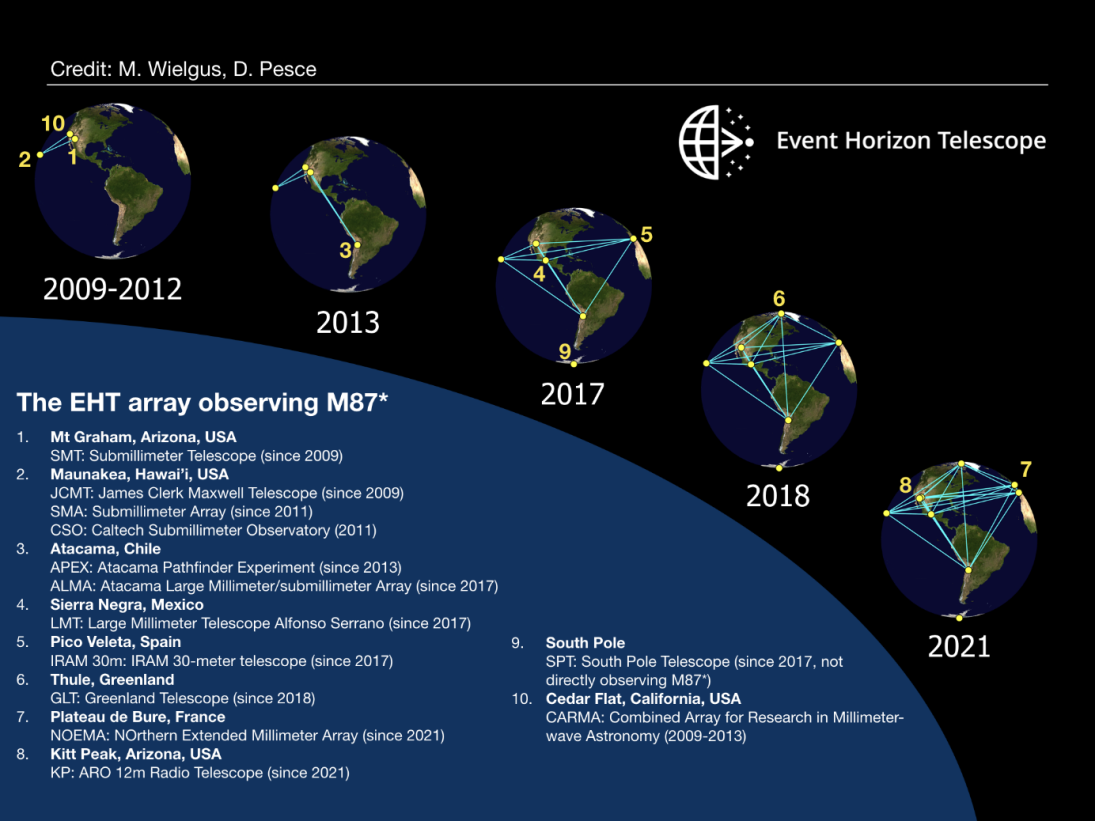 Credit: M. Wielgus, D. Pesce
Event Horizon Telescope
10
2
1
2009-2012
3
2013
5
4
9
2017
6
2018
7
8
2021
The EHT array observing M87*
1. Mt Graham, Arizona, USA
SMT: Submillimeter Telescope (since 2009)
2. Maunakea, Hawai’i, USA
JCMT: James Clerk Maxwell Telescope (since 2009)
SMA: Submillimeter Array (since 2011)
CSO: Caltech Submillimeter Observatory (2011)
3. Atacama, Chile
APEX: Atacama Pathfinder Experiment (since 2013)
ALMA: Atacama Large Millimeter/submillimeter Array (since 2017)
4. Sierra Negra, Mexico
LMT: Large Millimeter Telescope Alfonso Serrano (since 2017)
5. Pico Veleta, Spain
IRAM 30m: IRAM 30-meter telescope (since 2017)
6. Thule, Greenland
GLT: Greenland Telescope (since 2018)
7. Plateau de Bure, France
NOEMA: NOrthern Extended Millimeter Array (since 2021)
8. Kitt Peak, Arizona, USA
KP: ARO 12m Radio Telescope (since 2021)
9. South Pole
SPT: South Pole Telescope (since 2017, not
directly observing M87*)
10. Cedar Flat, California, USA
CARMA: Combined Array for Research in Millimeter-
wave Astronomy (2009-2013)